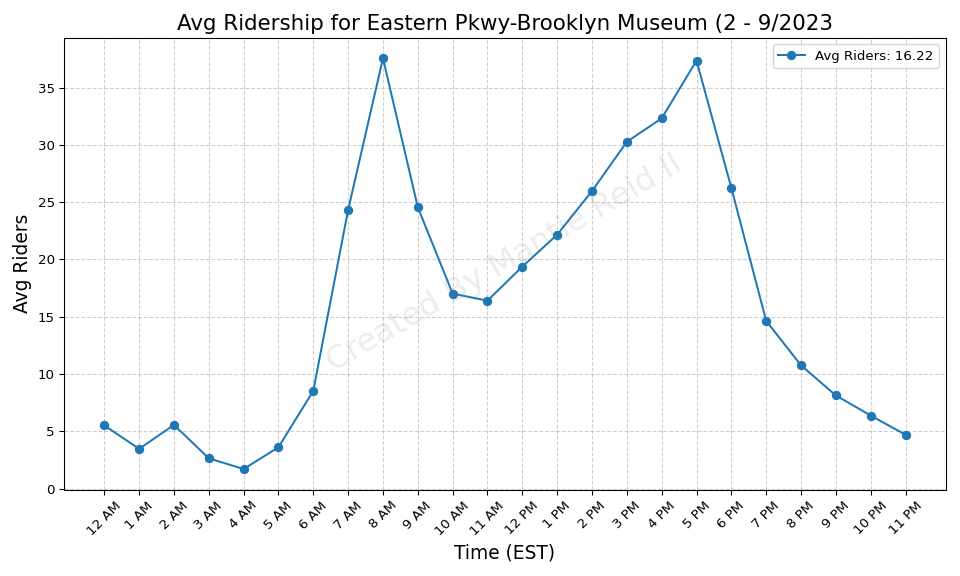 Avg Ridership for Eastern Pkwy-Brooklyn Museum (2 - 9/2023
Avg Riders: 16.22
Avg Riders
35
30
25
20
15
10
5
0
Created By Mantie Reid II
12 AM 1 AM 2 AM 3 AM 4 AM 5 AM 6 AM 7 AM 8 AM 9 AM 10 AM 11 AM 12 PM 1 PM 2 PM 3 PM 4 PM 5 PM 6 PM 7 PM 8 PM 9 PM 10 PM 11 PM
Time (EST)